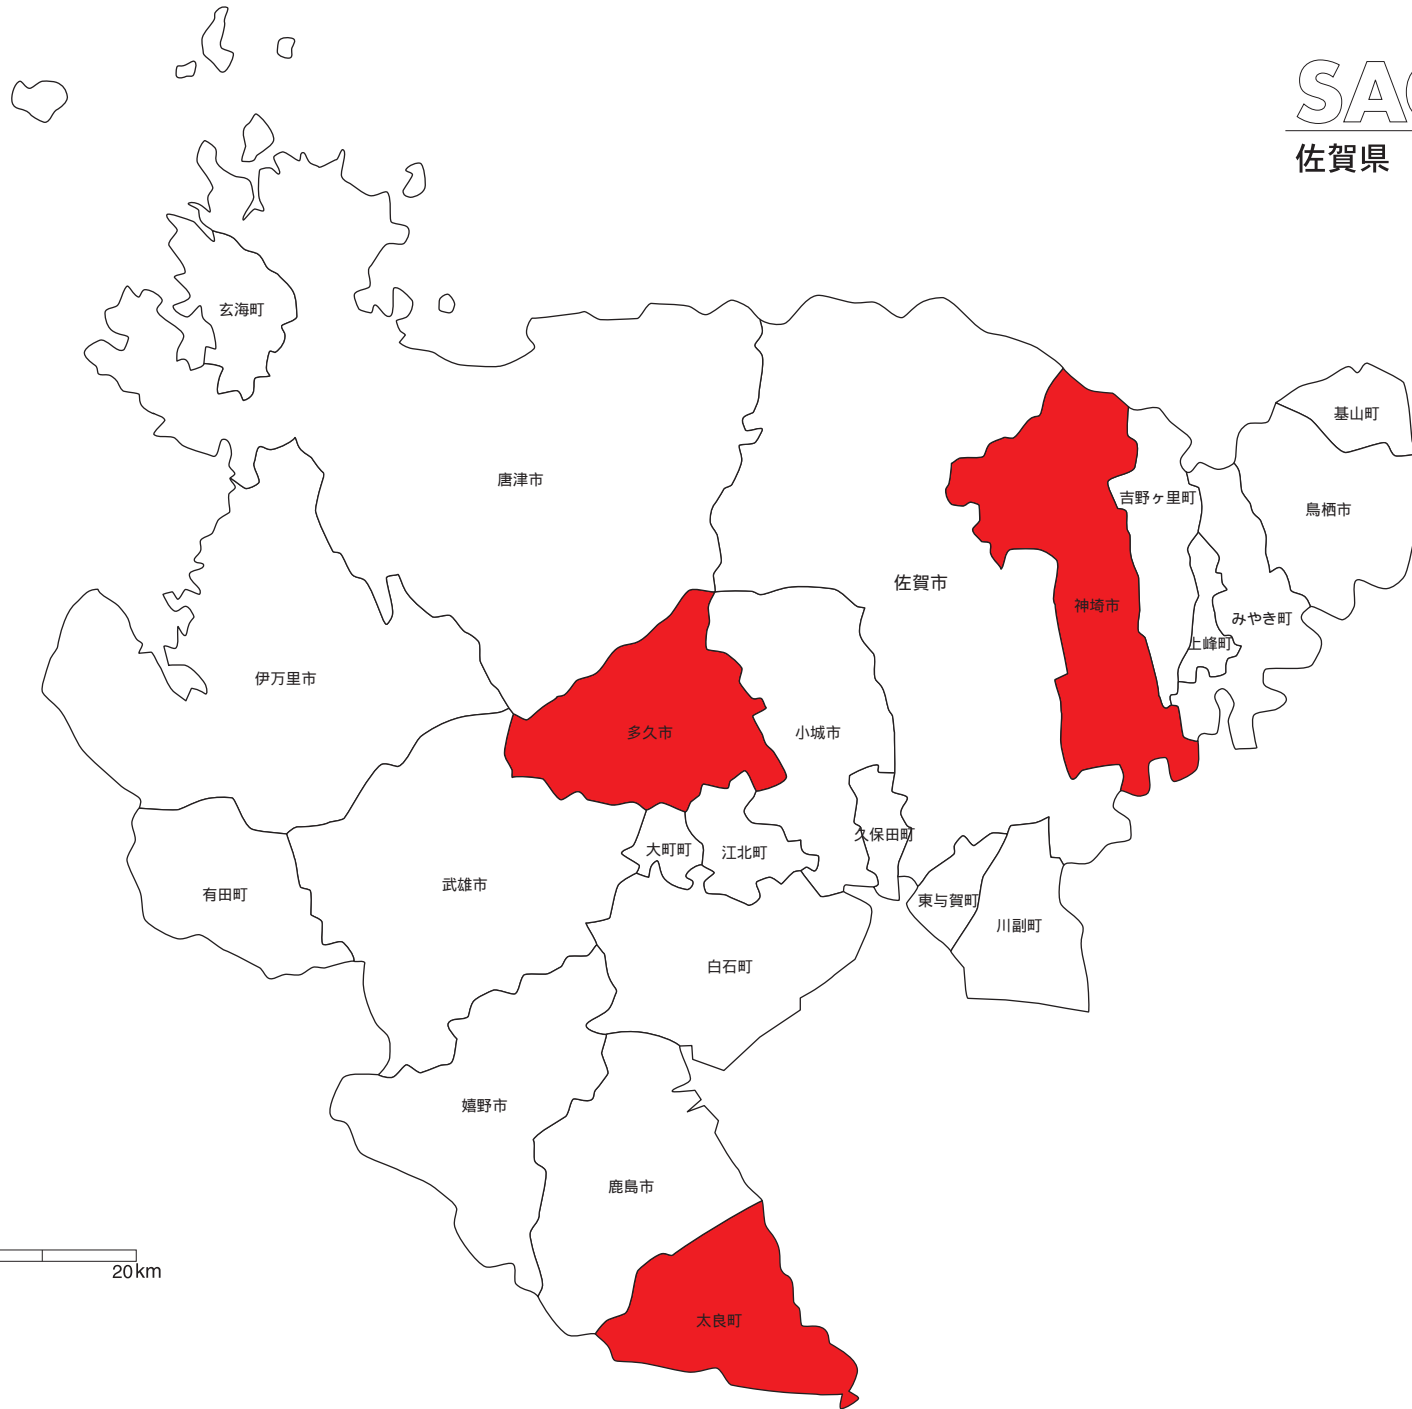 SAG
佐賀県
玄海町
基山町
唐津市
吉野ヶ里町
鳥栖市
佐賀市
神埼市
みやき町
上峰町
伊万里市
多久市
小城市
久保田町
大町町
江北町
武雄市
有田町
東与賀町
川副町
白石町
嬉野市
鹿島市
20km
太良町